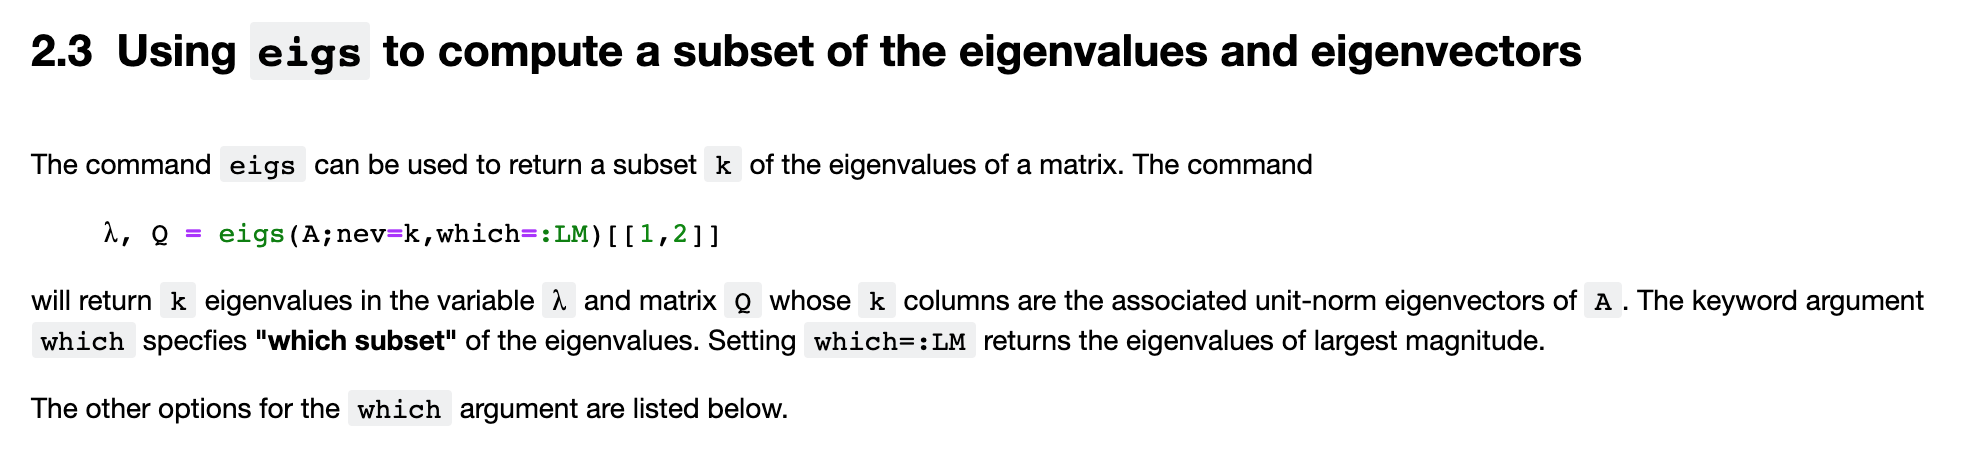 2.3 Using eigs to compute a subset of the eigenvalues and eigenvectors
The command eigs can be used to return a subset k of the eigenvalues of a matrix. The command
λ, Q = eigs(A;nev=k,which=:LM)[[1,2]]
will return k eigenvalues in the variable λ and matrix Q whose k columns are the associated unit-norm eigenvectors of A . The keyword argument
which specfies "which subset" of the eigenvalues. Setting which=:LM returns the eigenvalues of largest magnitude.
The other options for the which argument are listed below.